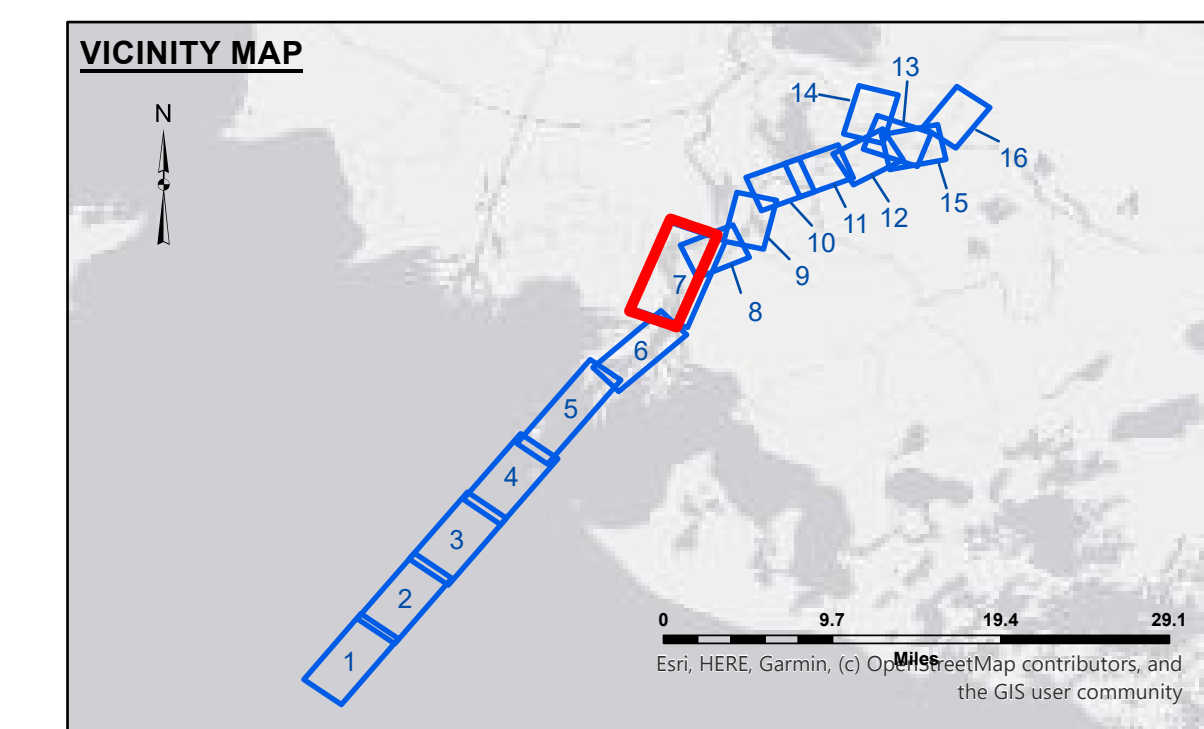 VICINITY MAP
N
13
14
16
15
12
11
10
9
8
7
6
5
4
3
2
1
0 9.7 19.4 29.1
Miles
Esri, HERE, Garmin, (c) OpenStreetMap contributors, and
the GIS user community